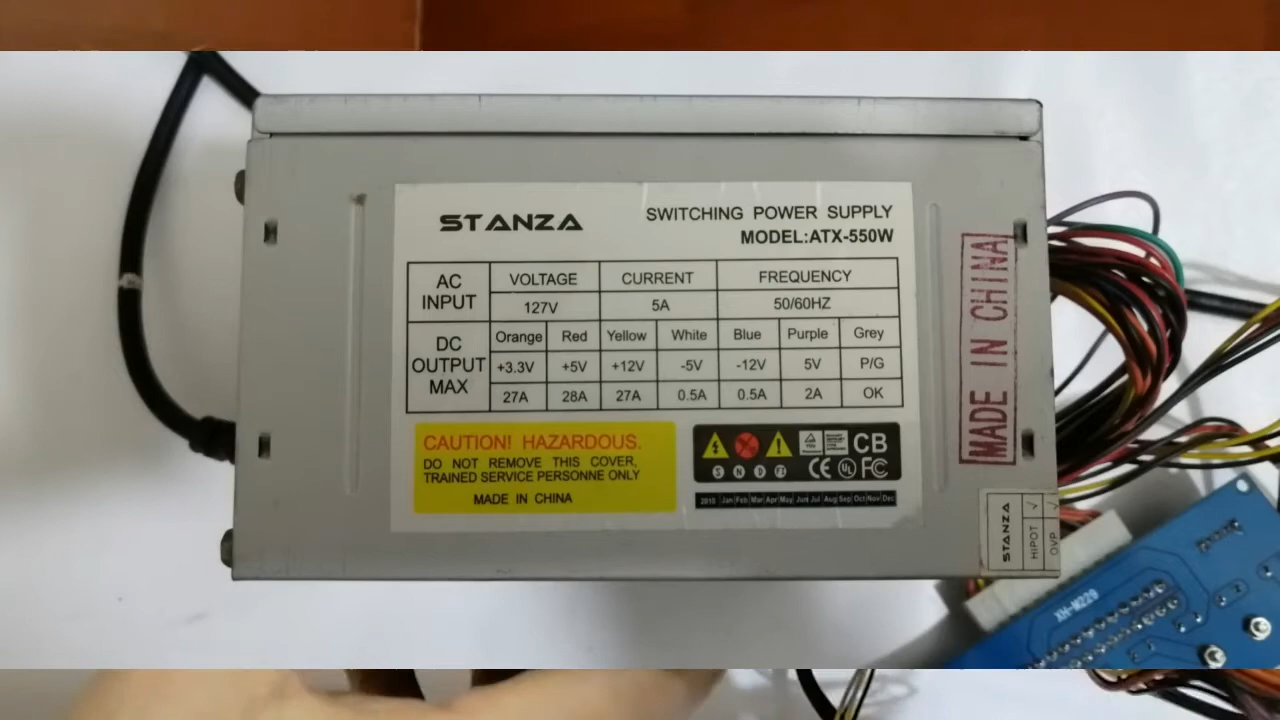 STANZA
SWITCHING POWER SUPPLY
MODEL:ATX-550W
AC INPUT VOLTAGE CURRENT FREQUENCY
127V 5A 50/60HZ
DC OUTPUT MAX Orange Red Yellow White Blue Purple Grey
+3.3V +5V +12V -5V -12V 5V P/G
27A 28A 27A 0.5A 0.5A 2A OK
CAUTION! HAZARDOUS.
DO NOT REMOVE THIS COVER,
TRAINED SERVICE PERSONNE ONLY
MADE IN CHINA
CB
S N D FI
CE UL FC
2010 Jan Feb Mar Apr May Jun Jul Aug Sep Oct Nov Dec
MADE IN CHINA
STANZA
HIPOT √
OVP √
XH-M229